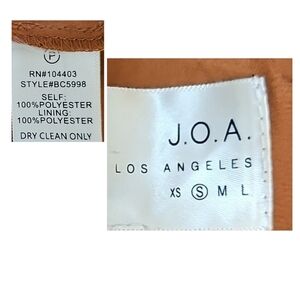 P
RN#104403
STYLE#BC5998
SELF:
100%POLYESTER
LINING:
100%POLYESTER
DRY CLEAN ONLY
J.O.A.
LOS ANGELES
XS S M L